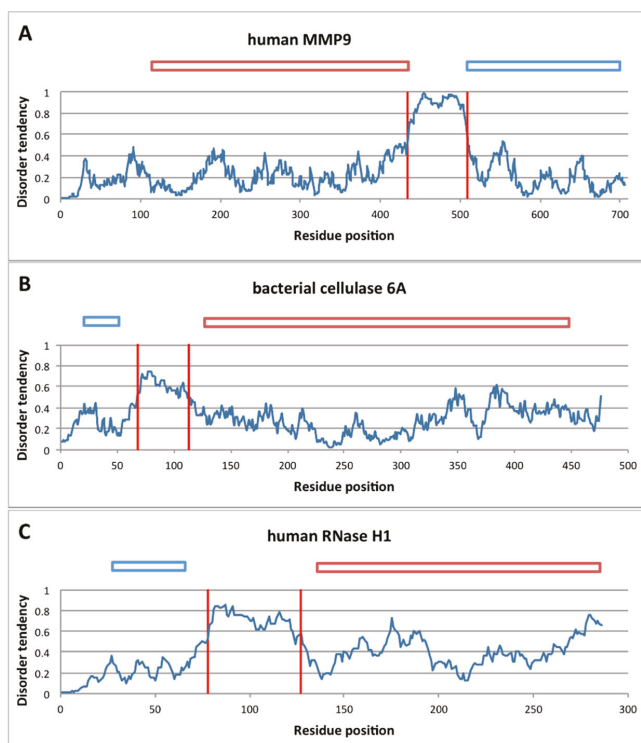 A
human MMP9
Disorder tendency
1
0.8
0.6
0.4
0.2
0
0 100 200 300 400 500 600 700
Residue position
B
bacterial cellulase 6A
Disorder tendency
1
0.8
0.6
0.4
0.2
0
0 50 100 150 200 250 300 350 400 450 500
Residue position
C
human RNase H1
Disorder tendency
1
0.8
0.6
0.4
0.2
0
0 50 100 150 200 250 300
Residue position